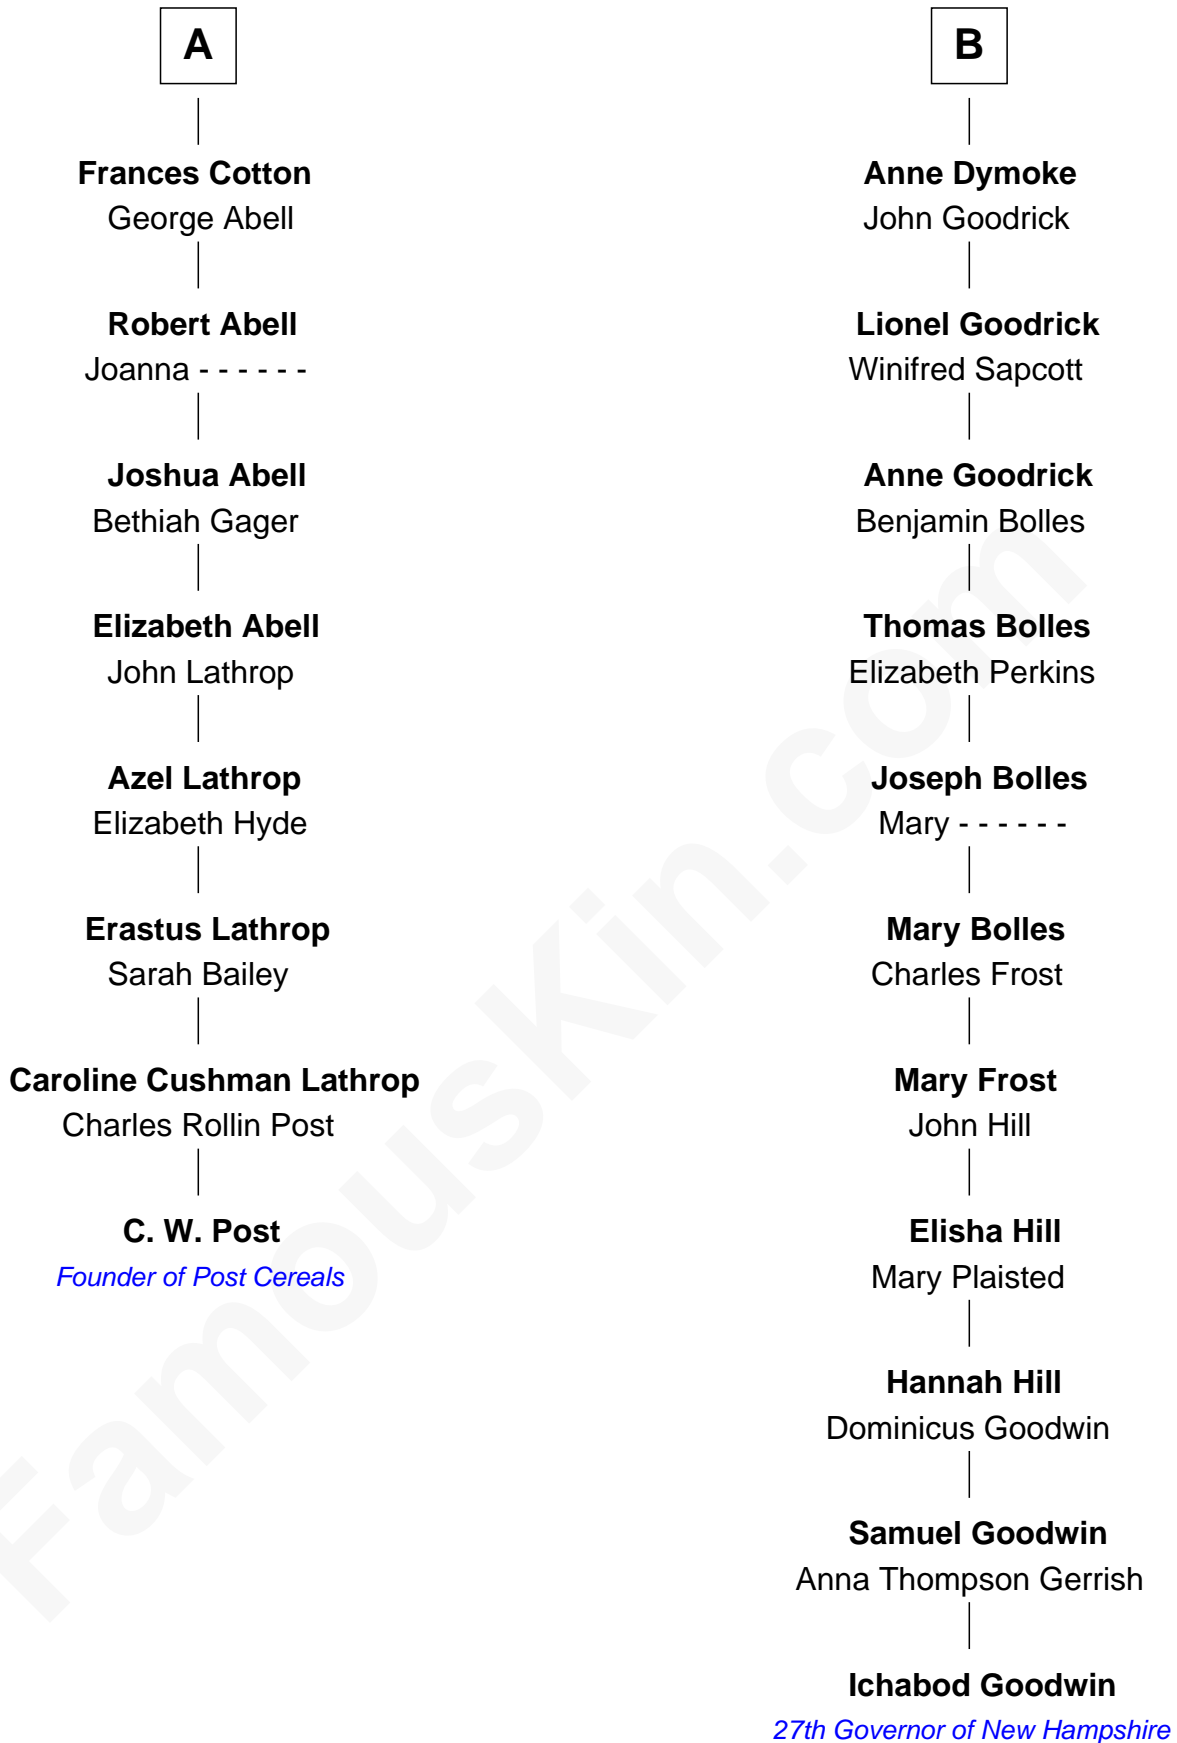 A
Frances Cotton
George Abell
Robert Abell
Joanna - - - - - -
Joshua Abell
Bethiah Gager
Elizabeth Abell
John Lathrop
Azel Lathrop
Elizabeth Hyde
Erastus Lathrop
Sarah Bailey
Caroline Cushman Lathrop
Charles Rollin Post
C. W. Post
Founder of Post Cereals
B
Anne Dymoke
John Goodrick
Lionel Goodrick
Winifred Sapcott
Anne Goodrick
Benjamin Bolles
Thomas Bolles
Elizabeth Perkins
Joseph Bolles
Mary - - - - - -
Mary Bolles
Charles Frost
Mary Frost
John Hill
Elisha Hill
Mary Plaisted
Hannah Hill
Dominicus Goodwin
Samuel Goodwin
Anna Thompson Gerrish
Ichabod Goodwin
27th Governor of New Hampshire
FamousKin.com